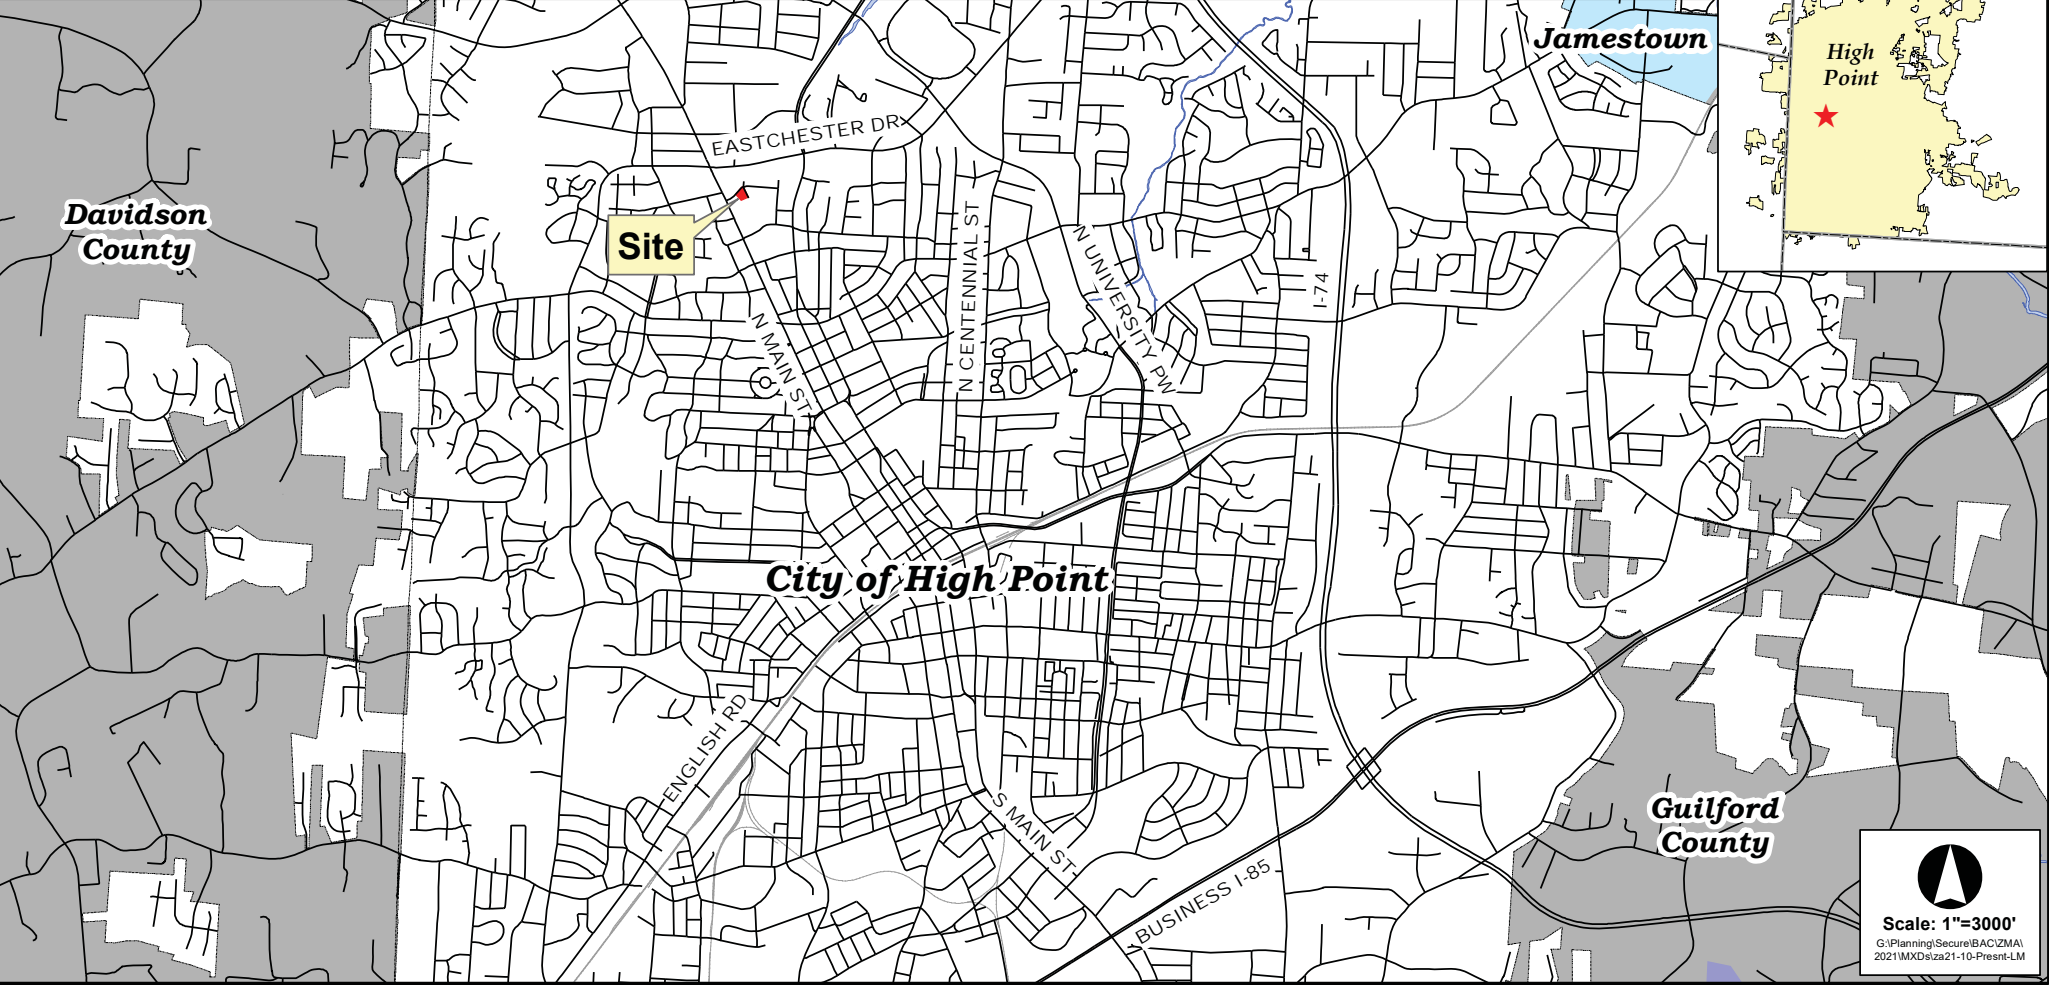 Jamestown
High
Point
EASTCHESTER DR
Davidson
County
Site
N CENTENNIAL ST
N UNIVERSITY PW
I-74
N MAIN ST
City of High Point
ENGLISH RD
S MAIN ST
BUSINESS I-85
Guilford
County
Scale: 1"=3000'
G:\Planning\Secure\BAC\ZMA\
2021\MXDs\za21-10-Presnt-LM